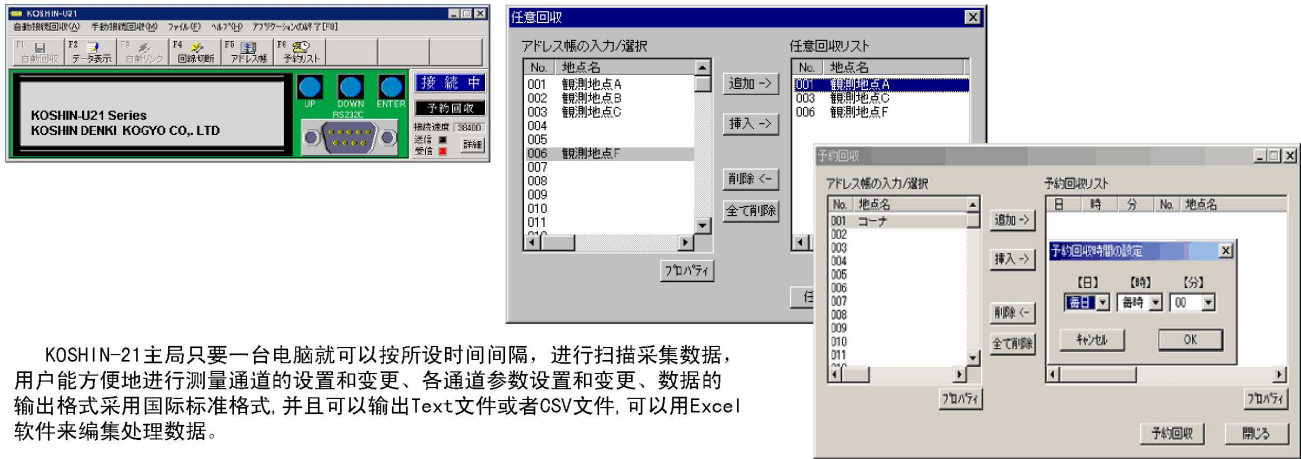 KOSHIN-U21
自動接続回収(A) 手動接続回収(M) ファイル(F) ヘルプ(H) アプリケーションの終了[F8]
F1 自動回収 F2 データ表示 F3 自動リンク F4 回線切断 F5 アドレス帳 F6 予約リスト
接続中
UP DOWN ENTER
RS232C
予約回収
KOSHIN-U21 Series
KOSHIN DENKI KOGYO CO,. LTD
接続速度 38400
送信
受信
詳細
任意回収
アドレス帳の入力/選択
No. 地点名
001 観測地点A
002 観測地点B
003 観測地点C
004
005
006 観測地点F
007
008
009
010
011
追加 ->
挿入 ->
削除 <-
全て削除
プロパティ
任意回収リスト
No. 地点名
001 観測地点A
003 観測地点C
006 観測地点F
任
予約回収
アドレス帳の入力/選択
No. 地点名
001 コーナ
002
003
004
005
006
007
008
009
010
011
追加 ->
挿入 ->
削除 <-
全て削除
プロパティ
予約回収リスト
日 時 分 No. 地点名
予約回収時間の設定
【日】 【時】 【分】
毎日 毎時 00
キャンセル OK
プロパティ
予約回収 閉じる
KOSHIN-21主局只要一台电脑就可以按所设时间间隔，进行扫描采集数据，
用户能方便地进行测量通道的设置和变更、各通道参数设置和变更、数据的
输出格式采用国际标准格式,并且可以输出Text文件或者CSV文件,可以用Excel
软件来编集处理数据。